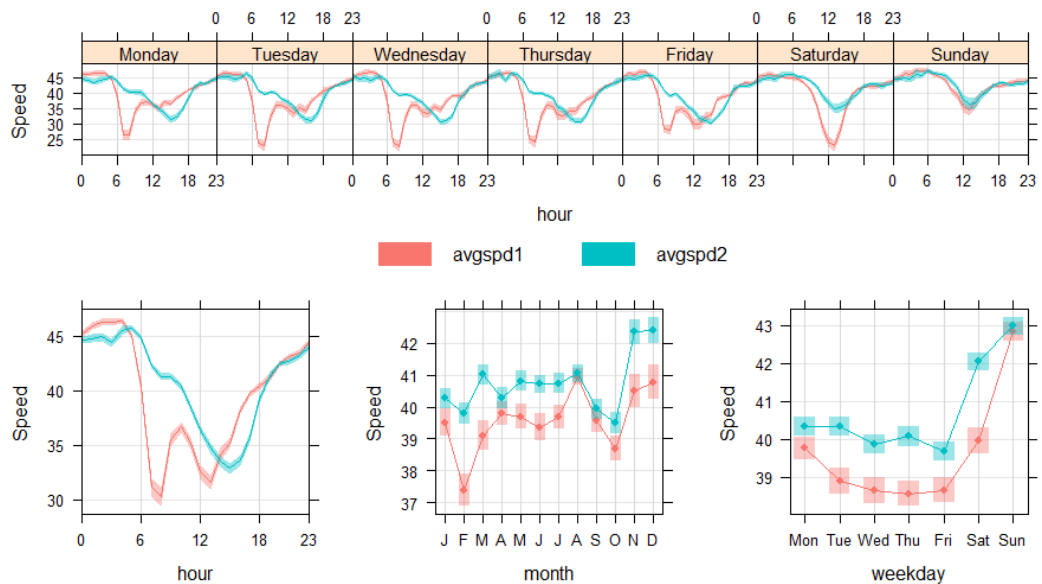 0 6 12 18 23 0 6 12 18 23 0 6 12 18 23
Monday Tuesday Wednesday Thursday Friday Saturday Sunday
Speed
45
40
35
30
25
0 6 12 18 23 0 6 12 18 23 0 6 12 18 23 0 6 12 18 23
hour
avgspd1 avgspd2
Speed
45
40
35
30
0 6 12 18 23
hour
Speed
42
41
40
39
38
37
J F M A M J J A S O N D
month
Speed
43
42
41
40
39
Mon Tue Wed Thu Fri Sat Sun
weekday